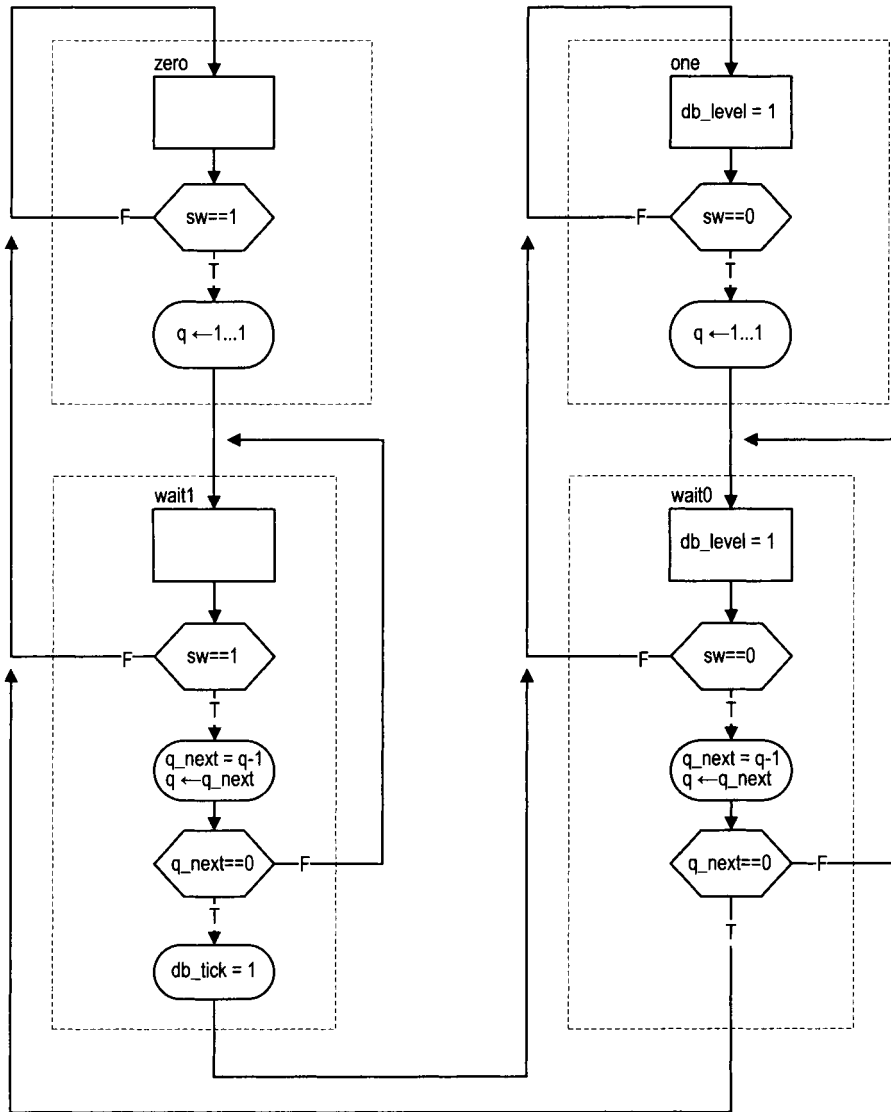 zero
sw==1
F
T
q ←1...1
wait1
sw==1
F
T
q_next = q-1
q ←q_next
q_next==0
F
T
db_tick = 1
one
db_level = 1
sw==0
F
T
q ←1...1
wait0
db_level = 1
sw==0
F
T
q_next = q-1
q ←q_next
q_next==0
F
T